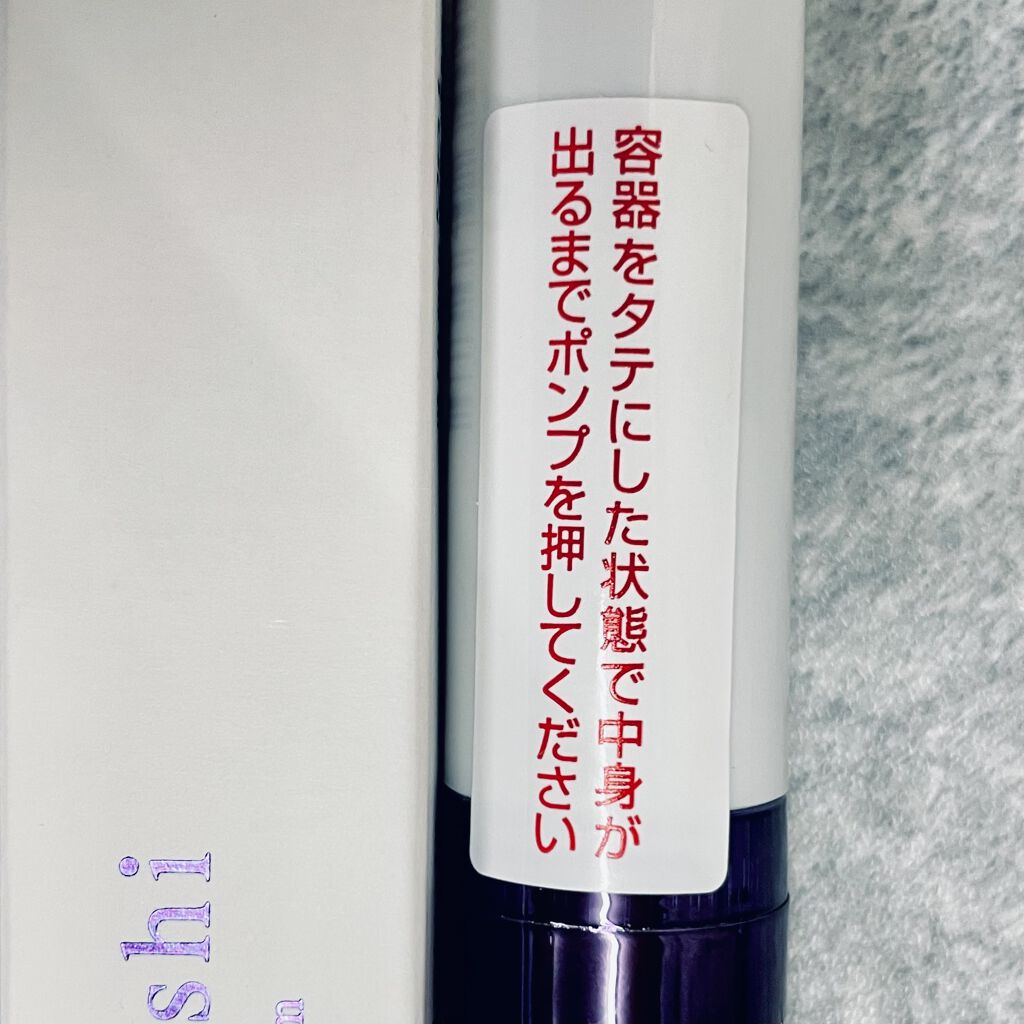 容器をタテにした状態で中身が
出るまでポンプを押してください
shi
m